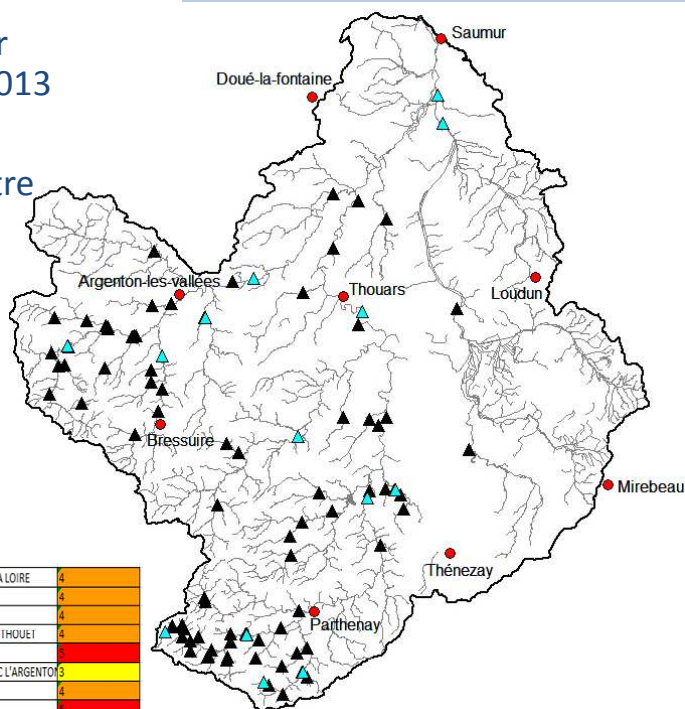 r
013
tre
Saumur
Doué-la-fontaine
Argenton-les-vallées
Thouars
Loudun
Bressuire
Mirebeau
Thénezay
Parthenay
A LOIRE 4
4
4
THOUET 4
5
C L'ARGENTON 3
4